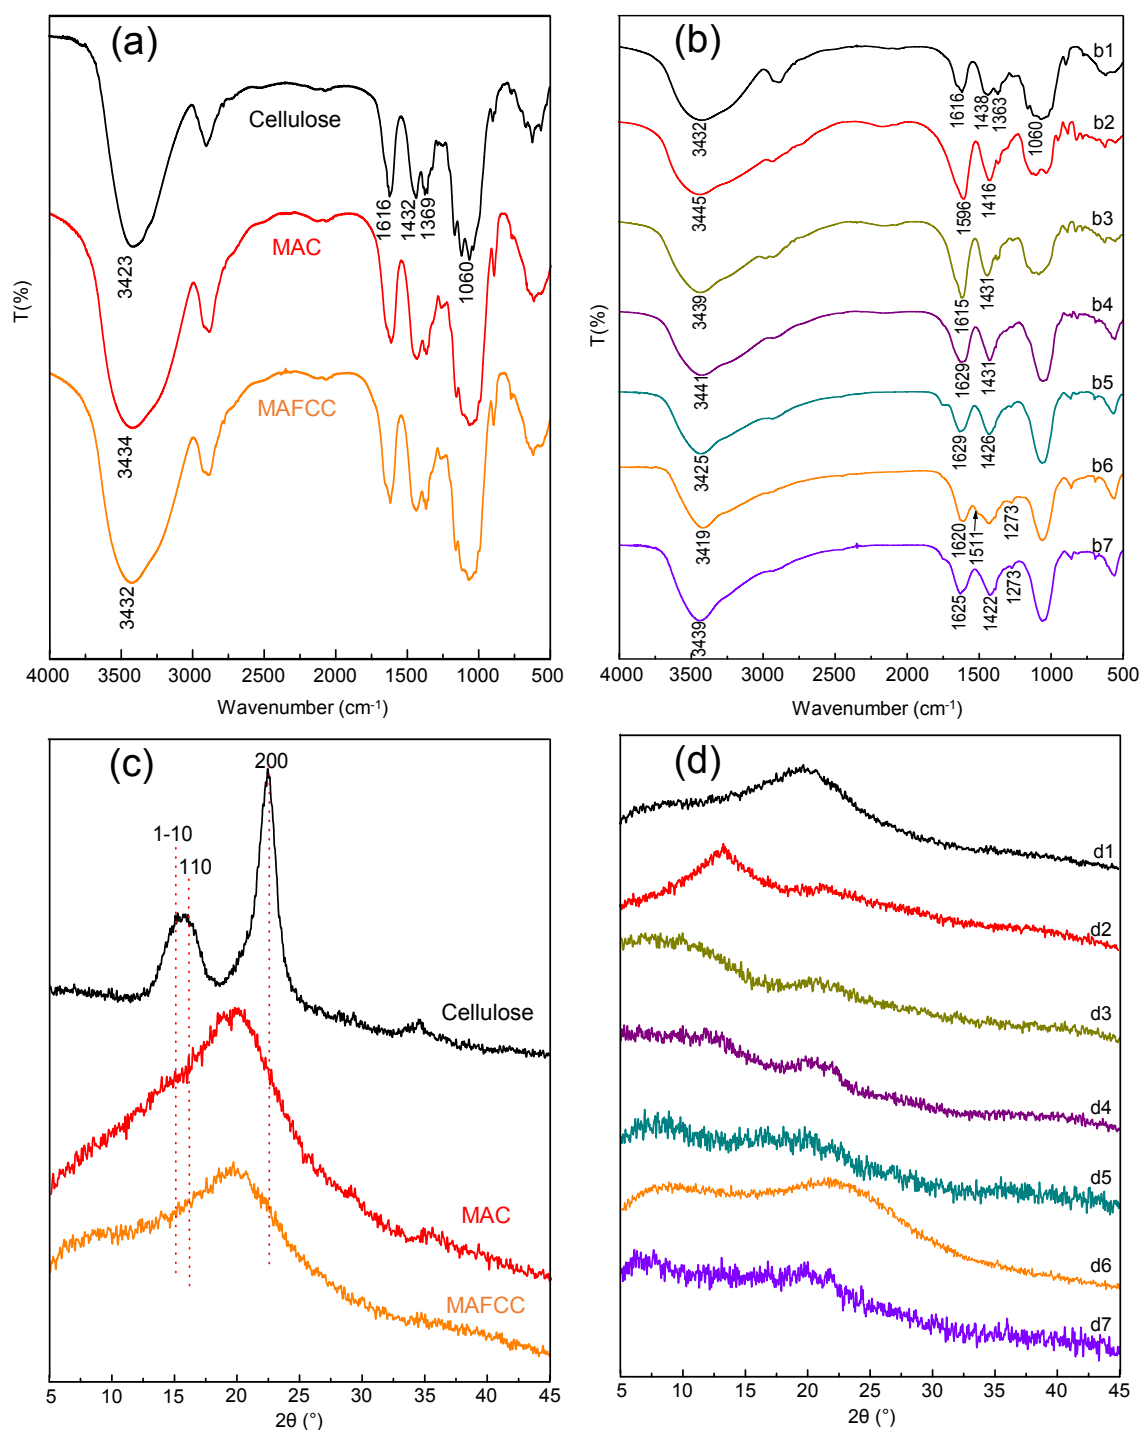 (a)
Cellulose
1616
1432
1369
3423
MAC
1060
3434
MAFCC
3432
T(%)
4000 3500 3000 2500 2000 1500 1000 500
Wavenumber (cm⁻¹)
(b)
b1
1616
1438
1363
3432
1060
b2
3445
1596
1416
b3
3439
1615
1431
b4
3441
1629
1431
b5
3425
1629
1426
b6
3419
1620
1511
1273
b7
3439
1625
1422
1273
T(%)
4000 3500 3000 2500 2000 1500 1000 500
Wavenumber (cm⁻¹)
(c)
200
1-10
110
Cellulose
MAC
MAFCC
5 10 15 20 25 30 35 40 45
2θ (°)
(d)
d1
d2
d3
d4
d5
d6
d7
5 10 15 20 25 30 35 40 45
2θ (°)